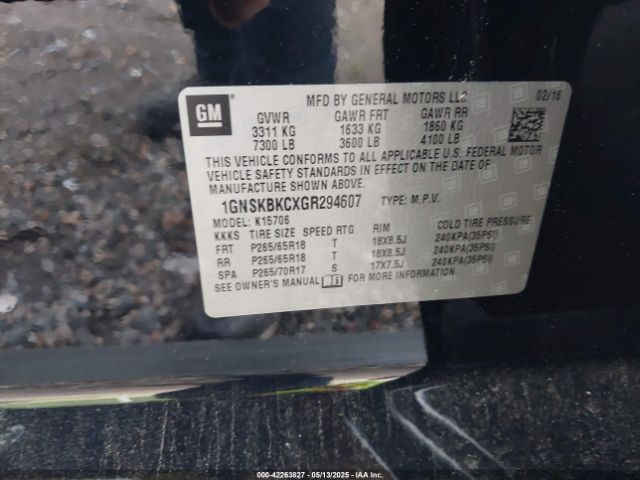 GM
MFD BY GENERAL MOTORS LLC
02/16
GVWR GAWR FRT GAWR RR
3311 KG 1633 KG 1860 KG
7300 LB 3600 LB 4100 LB
THIS VEHICLE CONFORMS TO ALL APPLICABLE U.S. FEDERAL MOTOR
VEHICLE SAFETY STANDARDS IN EFFECT ON THE DATE OF
MANUFACTURE SHOWN ABOVE.
1GNSKBKCXGR294607 TYPE: M.P.V.
MODEL: K15706
KKKS TIRE SIZE SPEED RTG RIM COLD TIRE PRESSURE
FRT P265/65R18 T 18X8.5J 240KPA(35PSI)
RR P265/65R18 T 18X8.5J 240KPA(35PSI)
SPA P265/70R17 S 17X7.5J 240KPA(35PSI)
SEE OWNER'S MANUAL FOR MORE INFORMATION.
000-42263827 - 05/13/2025 - IAAI.COM